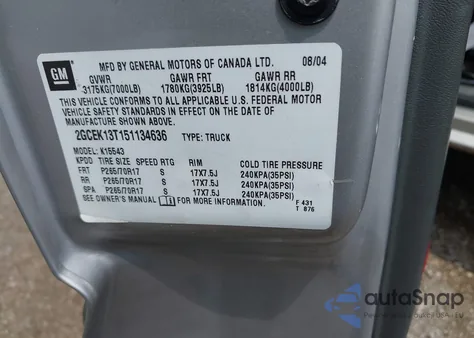 GM
MFD BY GENERAL MOTORS OF CANADA LTD. 08/04
GVWR GAWR FRT GAWR RR
3175KG(7000LB) 1780KG(3925LB) 1814KG(4000LB)
THIS VEHICLE CONFORMS TO ALL APPLICABLE U.S. FEDERAL MOTOR
VEHICLE SAFETY STANDARDS IN EFFECT ON THE DATE OF
MANUFACTURE SHOWN ABOVE.
2GCEK13T151134636 TYPE: TRUCK
MODEL: K15543
KPDD TIRE SIZE SPEED RTG RIM COLD TIRE PRESSURE
FRT P265/70R17 S 17X7.5J 240KPA(35PSI)
RR P265/70R17 S 17X7.5J 240KPA(35PSI)
SPA P265/70R17 S 17X7.5J 240KPA(35PSI)
SEE OWNER'S MANUAL FOR MORE INFORMATION.
F 431
T 876
autoSnap